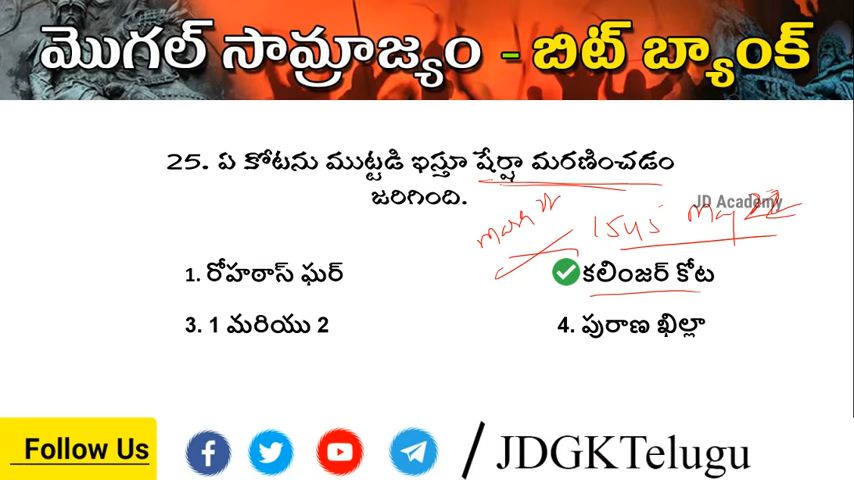 మొగల్ సామ్రాజ్యం - బిట్ బ్యాంక్
25. ఏ కోటను ముట్టడి ఇస్తూ షేర్షా మరణించడం
జరిగింది.
JD Academy
1545 May 22
1. రోహఠాస్ ఘర్
కలింజర్ కోట
3. 1 మరియు 2
4. పురాణ ఖిల్లా
Follow Us
/JDGKTelugu